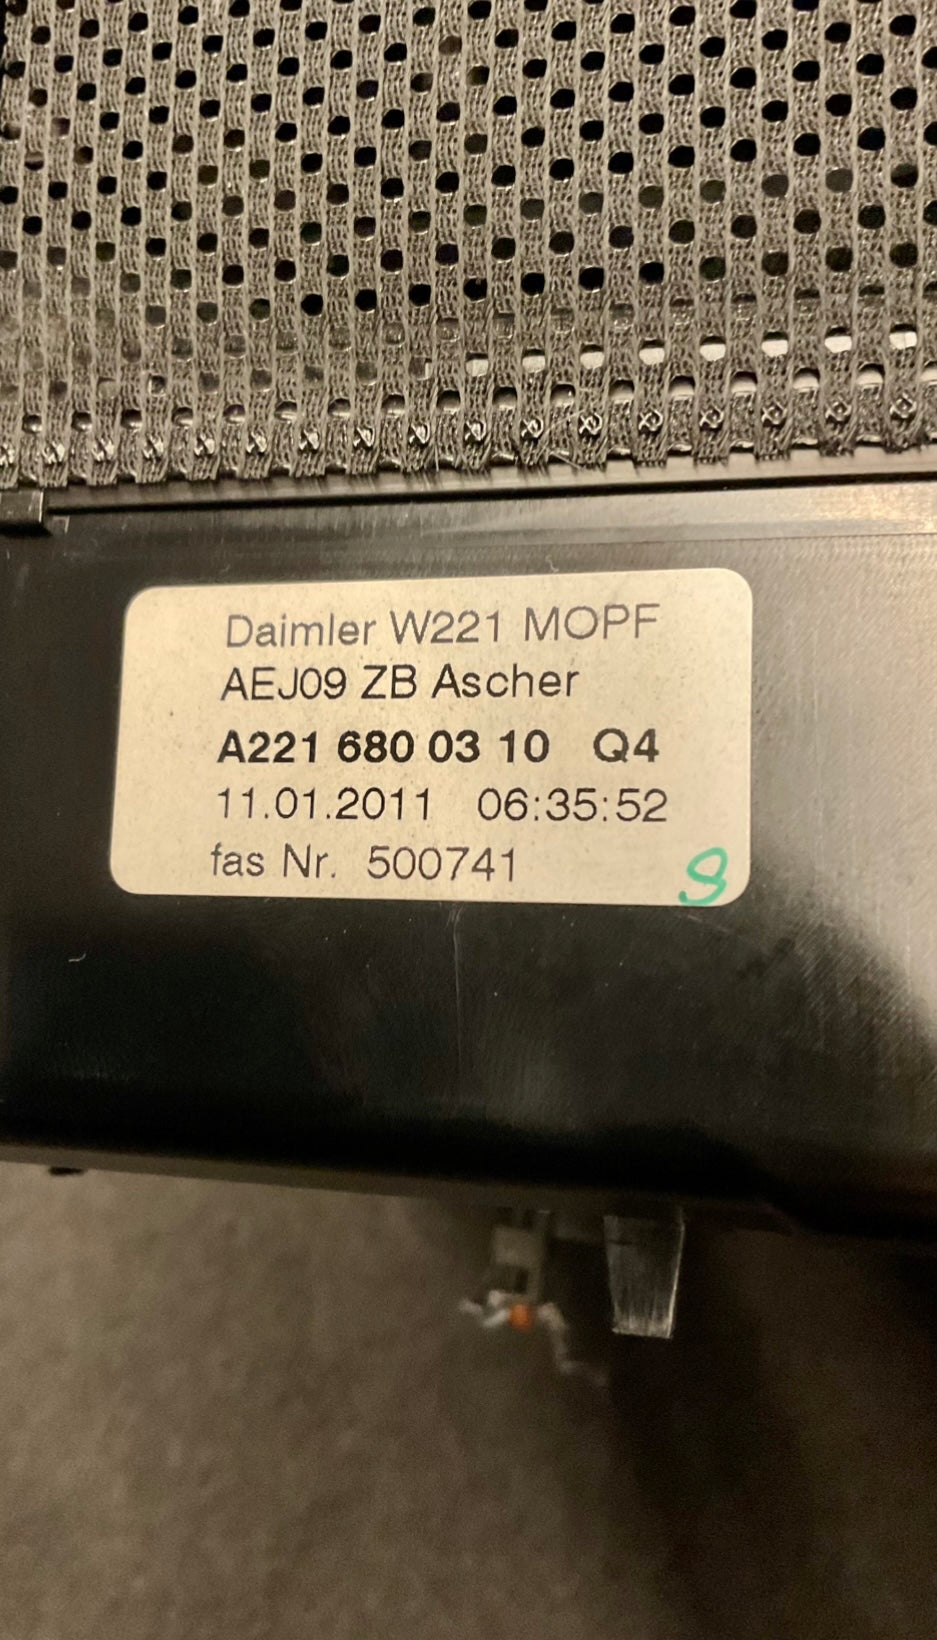 Daimler W221 MOPF
AEJ09 ZB Ascher
A221 680 03 10 Q4
11.01.2011 06:35:52
fas Nr. 500741
S